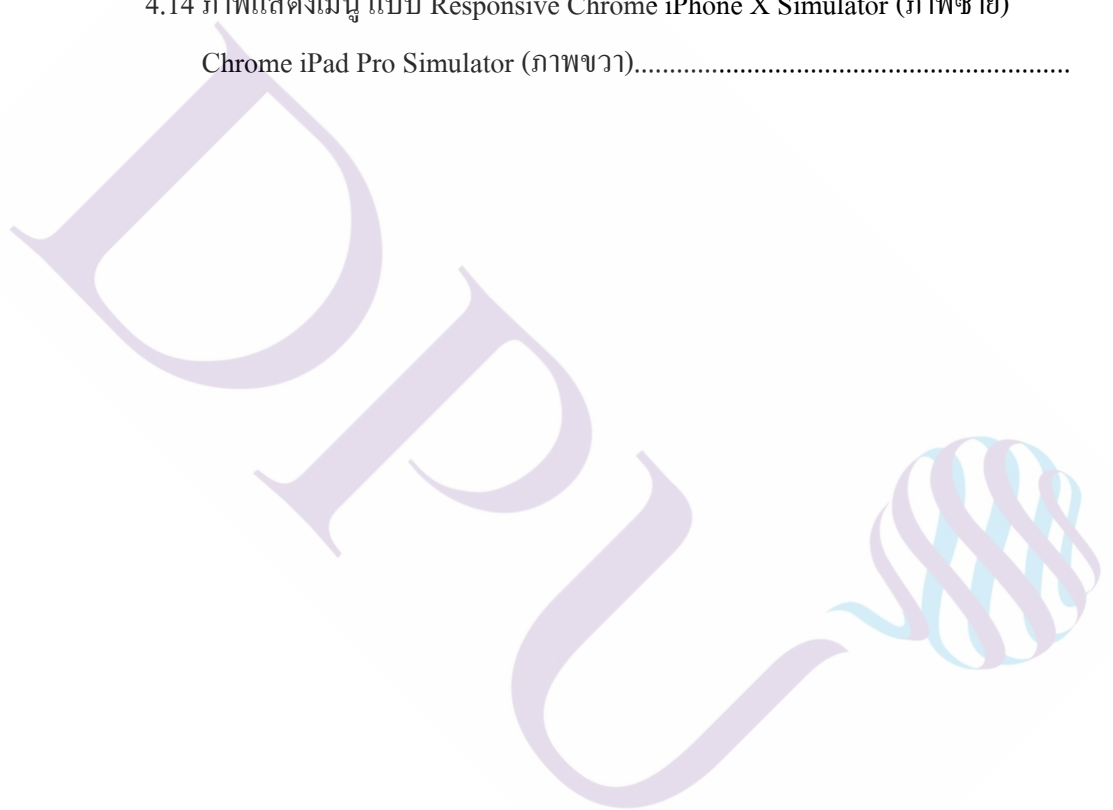 4.14 ภาพแสดงเมนู แบบ Responsive Chrome iPhone X Simulator (ภาพซ้าย)
Chrome iPad Pro Simulator (ภาพขวา)..............................................................................
DPU